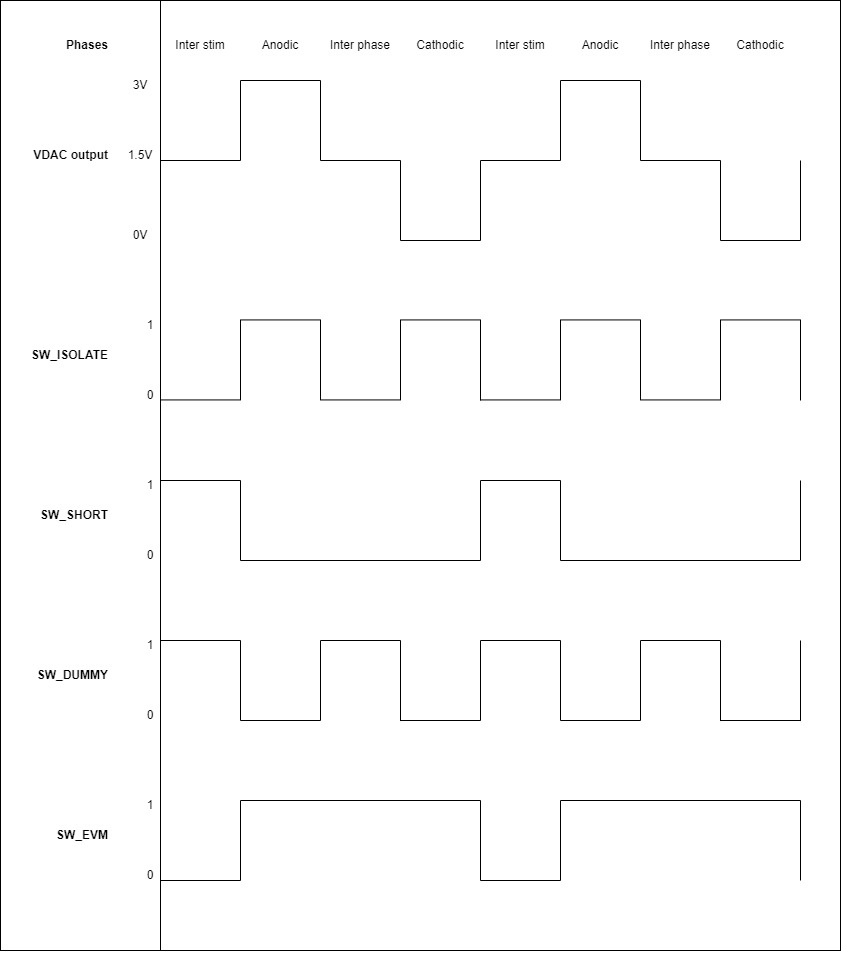 Phases Inter stim Anodic Inter phase Cathodic Inter stim Anodic Inter phase Cathodic
3V
VDAC output 1.5V
0V
1
SW_ISOLATE
0
1
SW_SHORT
0
1
SW_DUMMY
0
1
SW_EVM
0